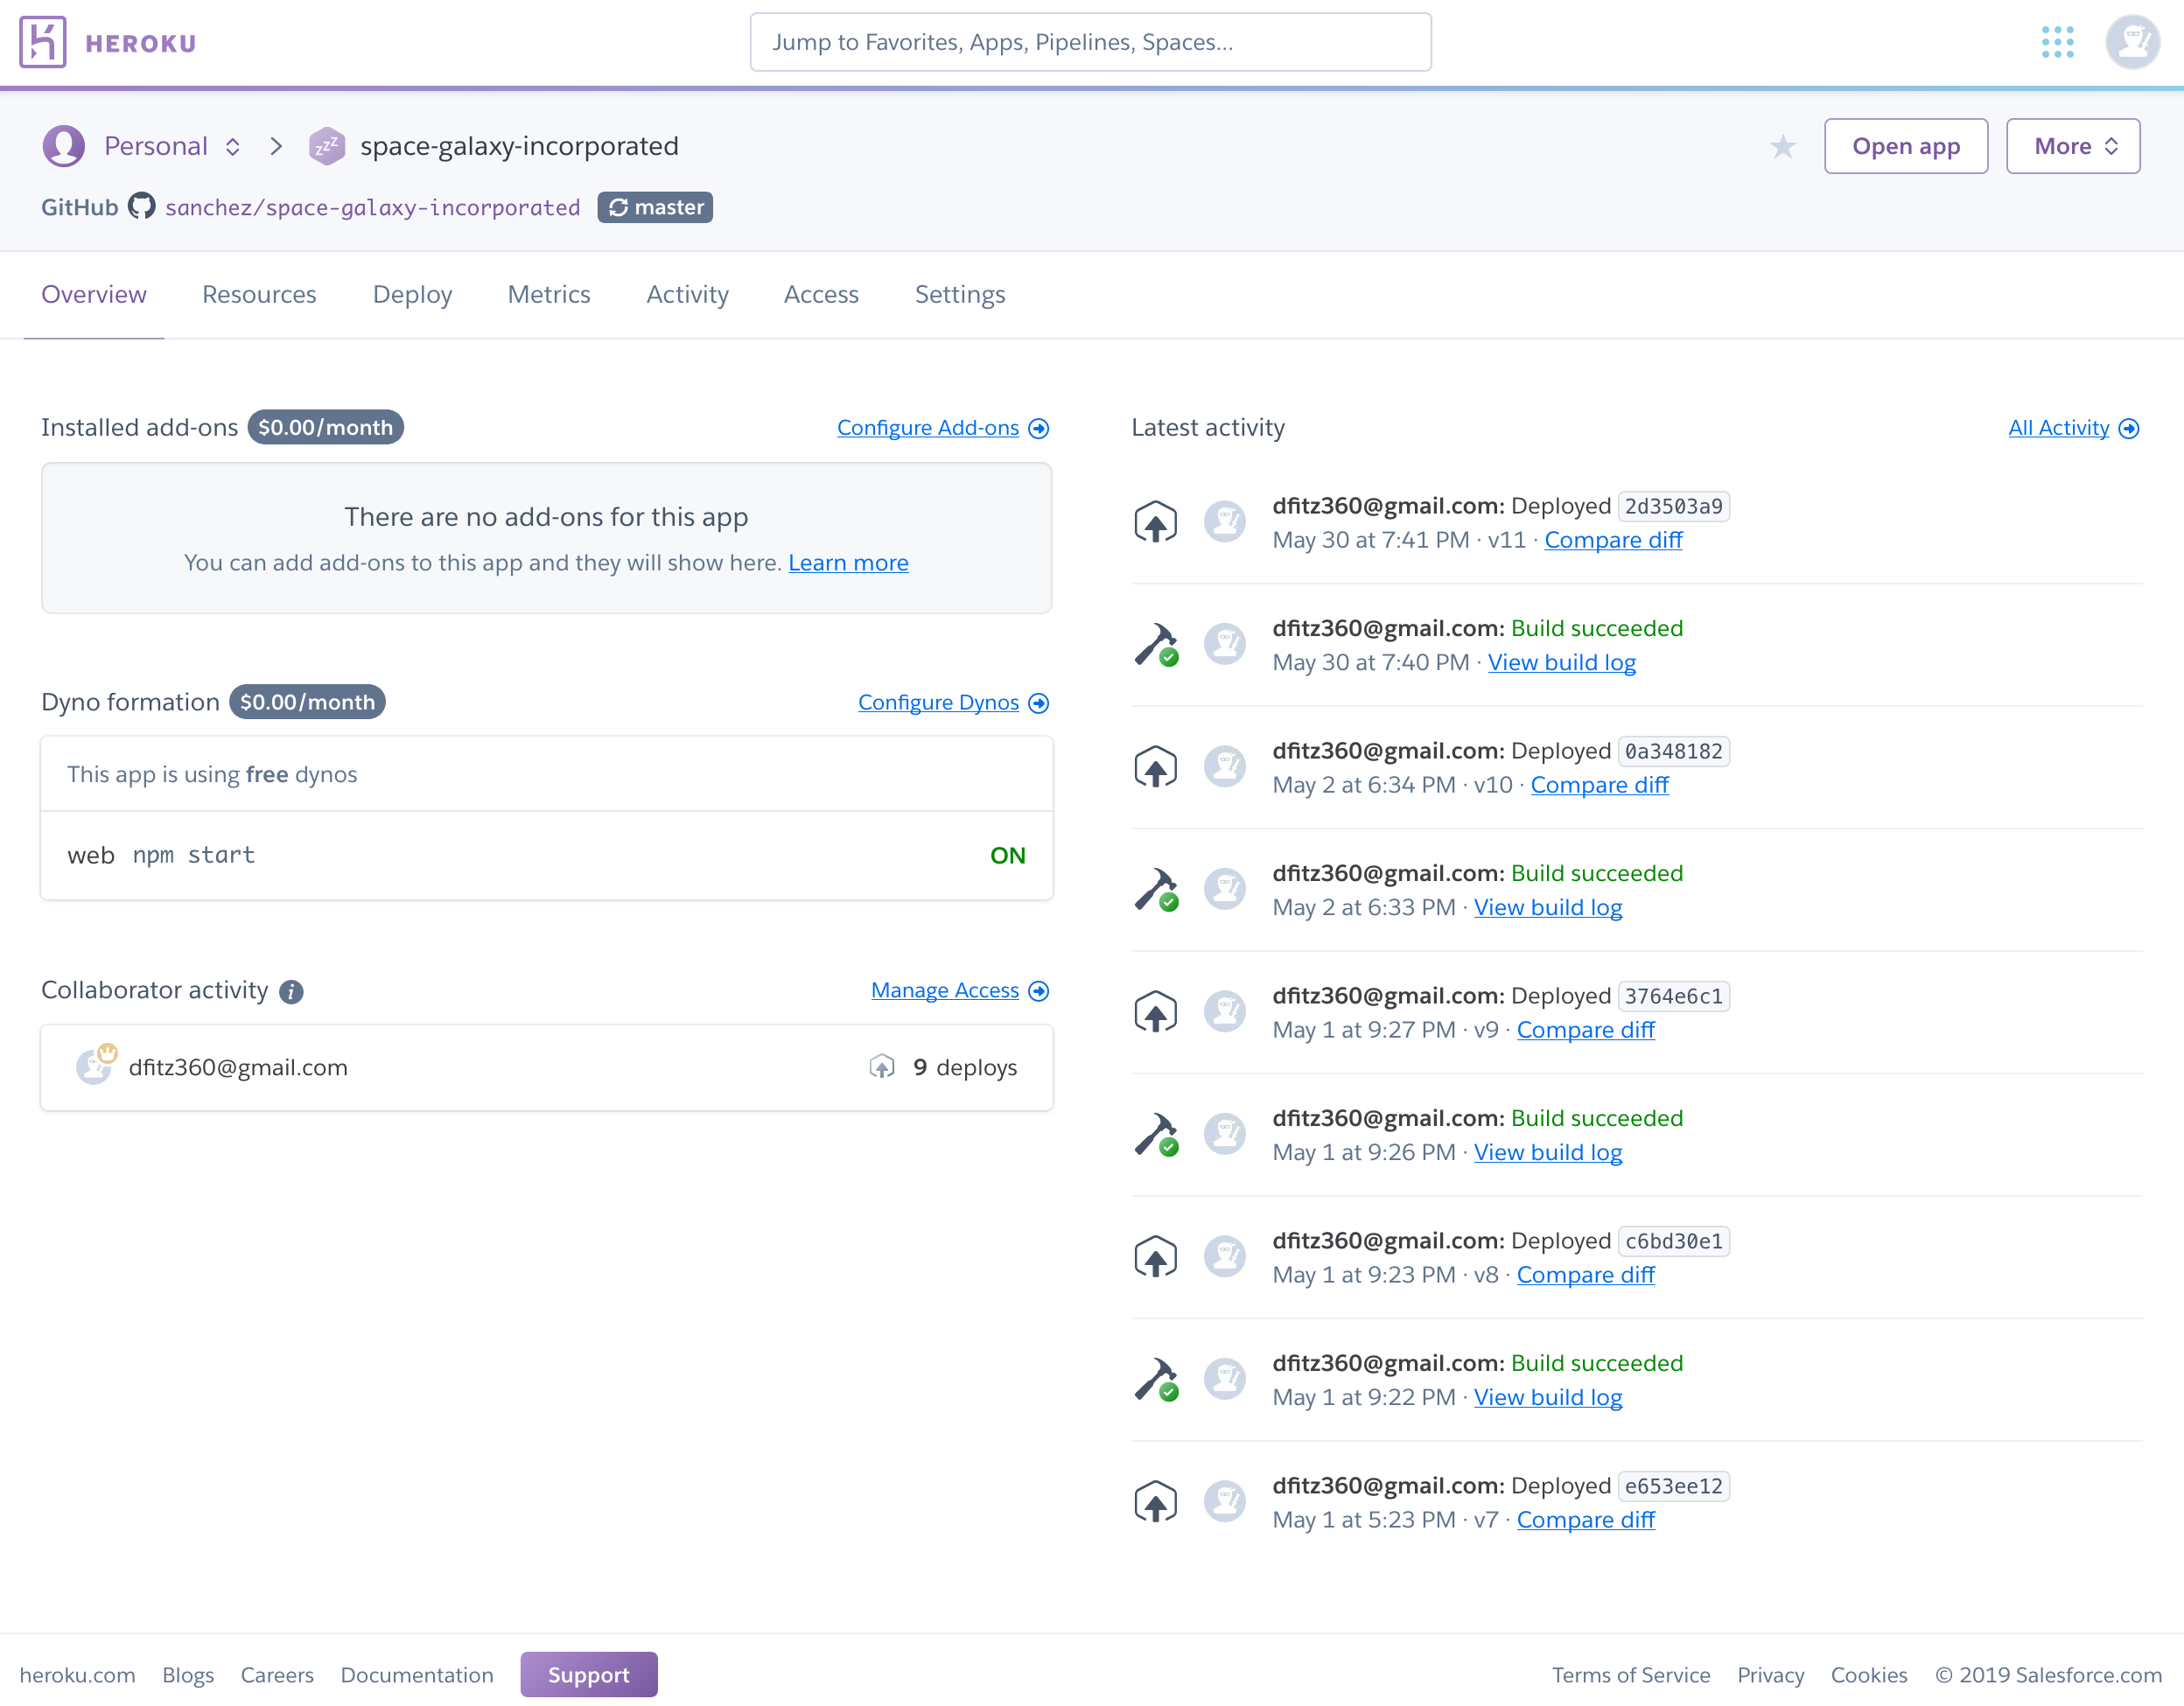 HEROKU
Jump to Favorites, Apps, Pipelines, Spaces...
Personal
zzZ
space-galaxy-incorporated
Open app
More
GitHub sanchez/space-galaxy-incorporated master
Overview Resources Deploy Metrics Activity Access Settings
Installed add-ons $0.00/month Configure Add-ons
There are no add-ons for this app
You can add add-ons to this app and they will show here. Learn more
Dyno formation $0.00/month Configure Dynos
This app is using free dynos
web npm start ON
Collaborator activity i Manage Access
dfitz360@gmail.com 9 deploys
Latest activity All Activity
dfitz360@gmail.com: Deployed 2d3503a9
May 30 at 7:41 PM · v11 · Compare diff
dfitz360@gmail.com: Build succeeded
May 30 at 7:40 PM · View build log
dfitz360@gmail.com: Deployed 0a348182
May 2 at 6:34 PM · v10 · Compare diff
dfitz360@gmail.com: Build succeeded
May 2 at 6:33 PM · View build log
dfitz360@gmail.com: Deployed 3764e6c1
May 1 at 9:27 PM · v9 · Compare diff
dfitz360@gmail.com: Build succeeded
May 1 at 9:26 PM · View build log
dfitz360@gmail.com: Deployed c6bd30e1
May 1 at 9:23 PM · v8 · Compare diff
dfitz360@gmail.com: Build succeeded
May 1 at 9:22 PM · View build log
dfitz360@gmail.com: Deployed e653ee12
May 1 at 5:23 PM · v7 · Compare diff
heroku.com Blogs Careers Documentation Support Terms of Service Privacy Cookies © 2019 Salesforce.com